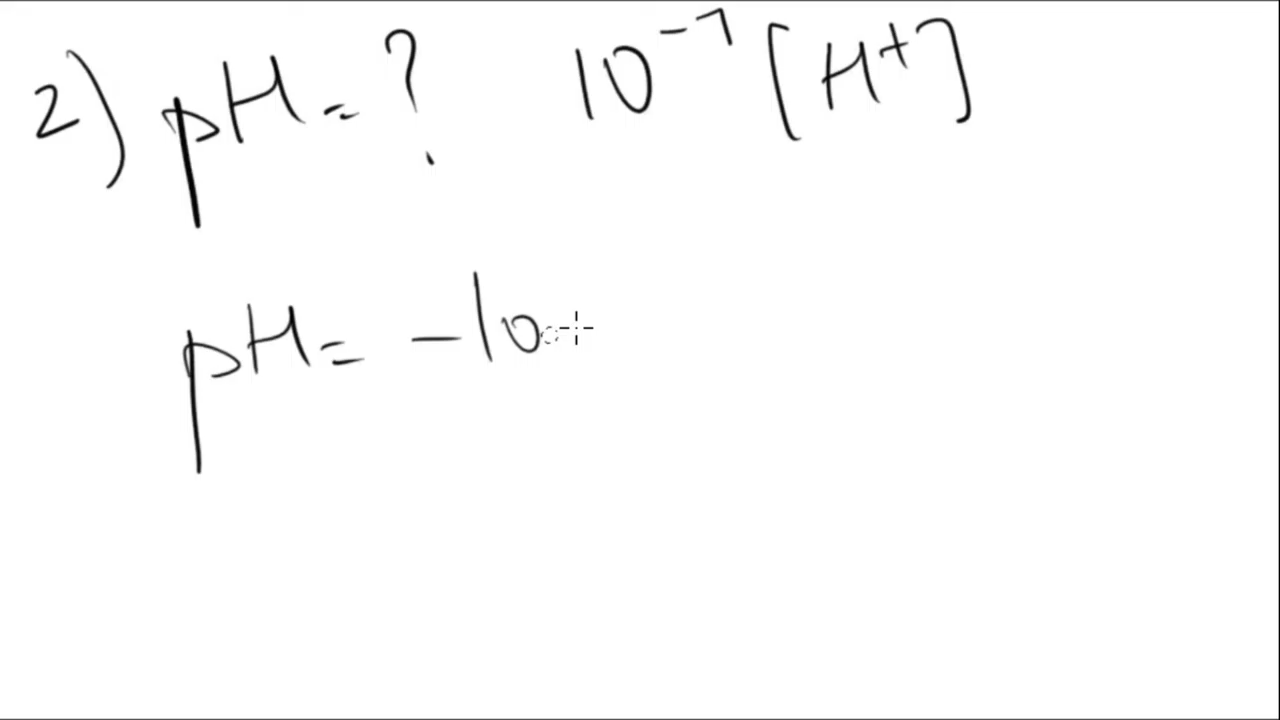 2) pH = ? 10⁻⁷ [H⁺]
pH = - lo